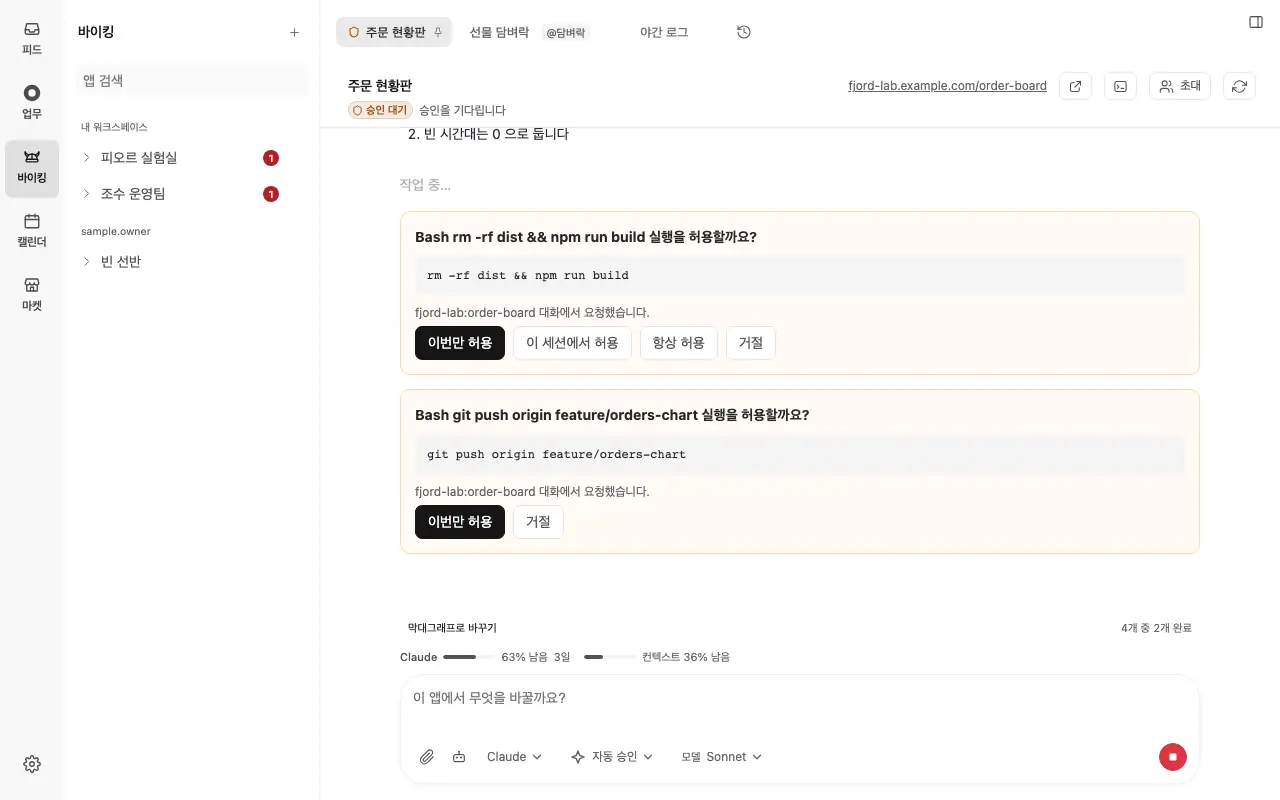 피드
업무
바이킹
캘린더
마켓
바이킹
앱 검색
내 워크스페이스
피오르 실험실 1
조수 운영팀 1
sample.owner
빈 선반
주문 현황판 선물 담벼락 @담벼락 야간 로그
주문 현황판
승인 대기 승인을 기다립니다
fjord-lab.example.com/order-board 초대
2. 빈 시간대는 0 으로 둡니다
작업 중...
Bash rm -rf dist && npm run build 실행을 허용할까요?
rm -rf dist && npm run build
fjord-lab:order-board 대화에서 요청했습니다.
이번만 허용 이 세션에서 허용 항상 허용 거절
Bash git push origin feature/orders-chart 실행을 허용할까요?
git push origin feature/orders-chart
fjord-lab:order-board 대화에서 요청했습니다.
이번만 허용 거절
막대그래프로 바꾸기 4개 중 2개 완료
Claude 63% 남음 3일 컨텍스트 36% 남음
이 앱에서 무엇을 바꿀까요?
Claude 자동 승인 모델 Sonnet